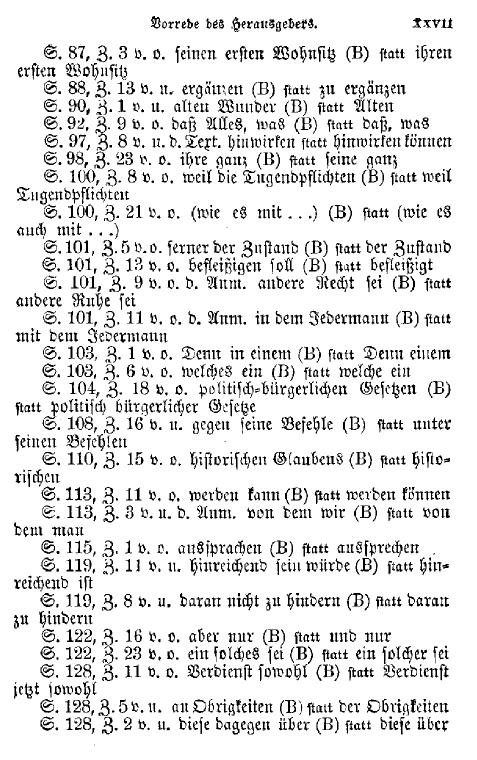 Vorrede des Herausgebers. XXVII
S. 87, Z. 3 v. o. seinen ersten Wohnsitz (B) statt ihren
ersten Wohnsitz
S. 88, Z. 13 v. u. ergänzen (B) statt zu ergänzen
S. 90, Z. 1 v. u. alten Wunder (B) statt Alten
S. 92, Z. 9 v. o. daß Alles, was (B) statt daß, was
S. 97, Z. 8 v. u. d. Text. hinwirken statt hinwirken können
S. 98, Z. 23 v. o. ihre ganz (B) statt seine ganz
S. 100, Z. 8 v. o. weil die Tugendpflichten (B) statt weil
Tugendpflichten
S. 100, Z. 21 v. o. (wie es mit . . .) (B) statt (wie es
auch mit . . .)
S. 101, Z. 5 v. o. ferner der Zustand (B) statt der Zustand
S. 101, Z. 13 v. o. befleißigen soll (B) statt befleißigt
S. 101, Z. 9 v. o. d. Anm. andere Recht sei (B) statt
andere Ruhe sei
S. 101, Z. 11 v. o. d. Anm. in dem Jedermann (B) statt
mit dem Jedermann
S. 103, Z. 1 v. o. Denn in einem (B) statt Denn einem
S. 103, Z. 6 v. o. welches ein (B) statt welche ein
S. 104, Z. 18 v. o. politisch-bürgerlichen Gesetzen (B)
statt politisch bürgerlicher Gesetze
S. 108, Z. 16 v. u. gegen seine Befehle (B) statt unter
seinen Befehlen
S. 110, Z. 15 v. o. historischen Glaubens (B) statt histo-
rischen
S. 113, Z. 11 v. o. werden kann (B) statt werden können
S. 113, Z. 3 v. u. d. Anm. von dem wir (B) statt von
dem man
S. 115, Z. 1 v. o. aussprachen (B) statt aussprechen
S. 119, Z. 11 v. u. hinreichend sein würde (B) statt hin-
reichend ist
S. 119, Z. 8 v. u. daran nicht zu hindern (B) statt daran
zu hindern
S. 122, Z. 16 v. o. aber nur (B) statt und nur
S. 122, Z. 23 v. o. ein solches sei (B) statt ein solcher sei
S. 128, Z. 11 v. o. Verdienst sowohl (B) statt Verdienst
jetzt sowohl
S. 128, Z. 5 v. u. an Obrigkeiten (B) statt der Obrigkeiten
S. 128, Z. 2 v. u. diese dagegen über (B) statt diese über